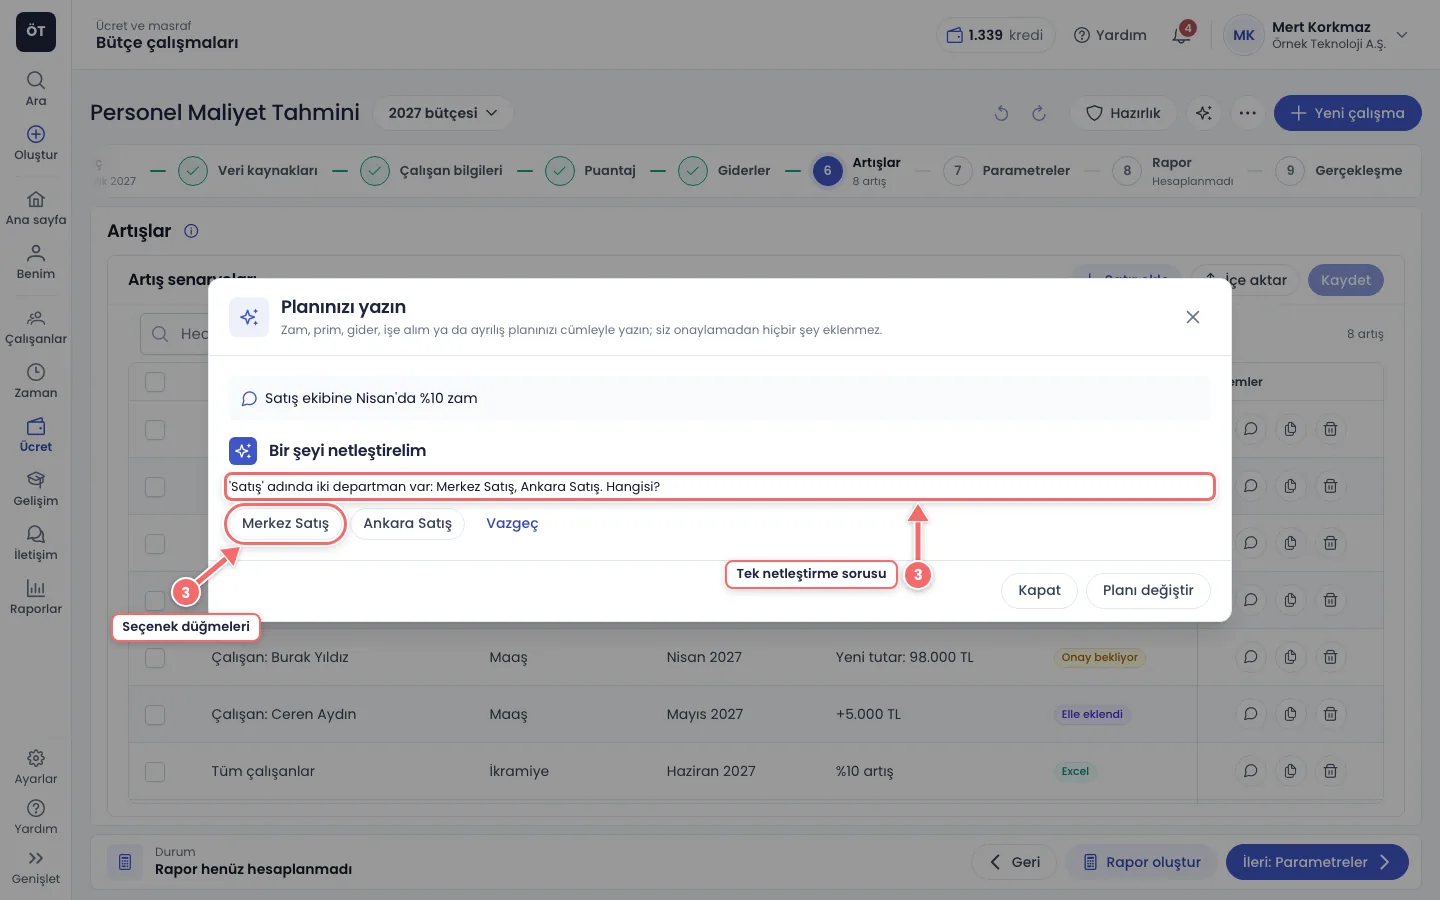 ÖT
Ücret ve masraf
Bütçe çalışmaları
1.339 kredi
Yardım
4
MK
Mert Korkmaz
Örnek Teknoloji A.Ş.
Ara
Oluştur
Ana sayfa
Benim
Çalışanlar
Zaman
Ücret
Gelişim
İletişim
Raporlar
Ayarlar
Yardım
Genişlet
Personel Maliyet Tahmini
2027 bütçesi
Hazırlık
Yeni çalışma
2027
Veri kaynakları
Çalışan bilgileri
Puantaj
Giderler
6
Artışlar
8 artış
7
Parametreler
8
Rapor
Hesaplanmadı
9
Gerçekleşme
Artışlar
İçe aktar
Kaydet
8 artış
Planınızı yazın
Zam, prim, gider, işe alım ya da ayrılış planınızı cümleyle yazın; siz onaylamadan hiçbir şey eklenmez.
Satış ekibine Nisan'da %10 zam
Bir şeyi netleştirelim
'Satış' adında iki departman var: Merkez Satış, Ankara Satış. Hangisi?
Merkez Satış
Ankara Satış
Vazgeç
Tek netleştirme sorusu
3
3
Seçenek düğmeleri
Kapat
Planı değiştir
Çalışan: Burak Yıldız
Maaş
Nisan 2027
Yeni tutar: 98.000 TL
Onay bekliyor
Çalışan: Ceren Aydın
Maaş
Mayıs 2027
+5.000 TL
Elle eklendi
Tüm çalışanlar
İkramiye
Haziran 2027
%10 artış
Excel
Durum
Rapor henüz hesaplanmadı
Geri
Rapor oluştur
İleri: Parametreler